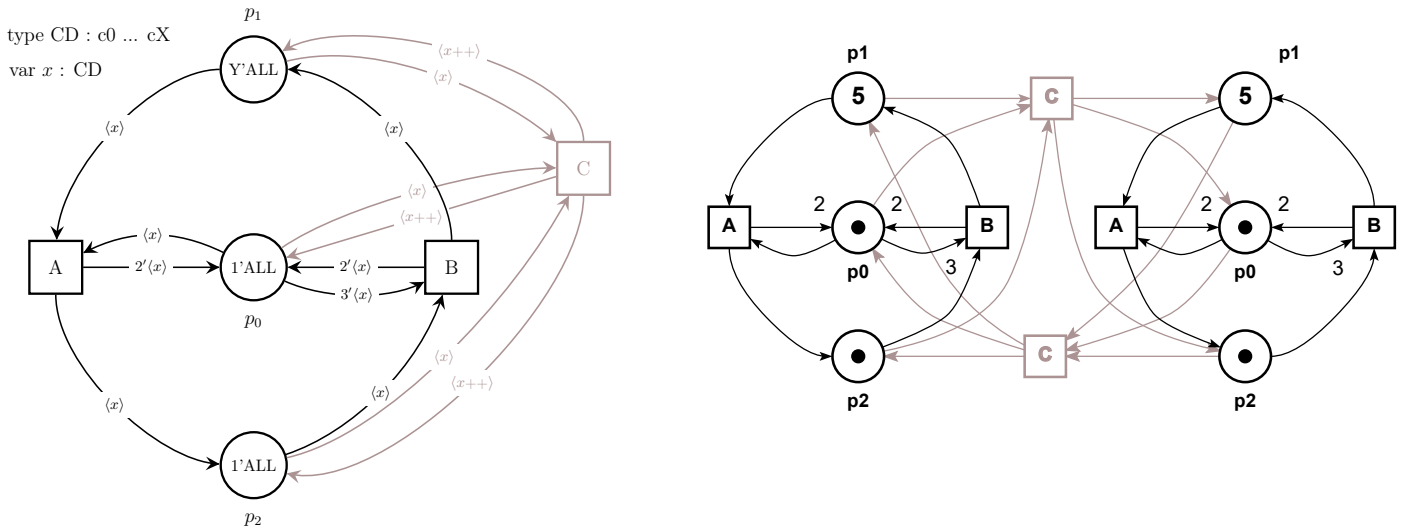 p₁
type CD : c0 ... cX
var x : CD
Y'ALL
⟨x++⟩
⟨x⟩
⟨x⟩
⟨x⟩
C
⟨x⟩
⟨x++⟩
⟨x⟩
A
2'⟨x⟩
1'ALL
2'⟨x⟩
B
3'⟨x⟩
p₀
⟨x⟩
⟨x++⟩
⟨x⟩
⟨x⟩
1'ALL
p₂
p1
p1
5
C
5
2
2
2
2
A
B
A
B
p0
3
p0
3
C
p2
p2